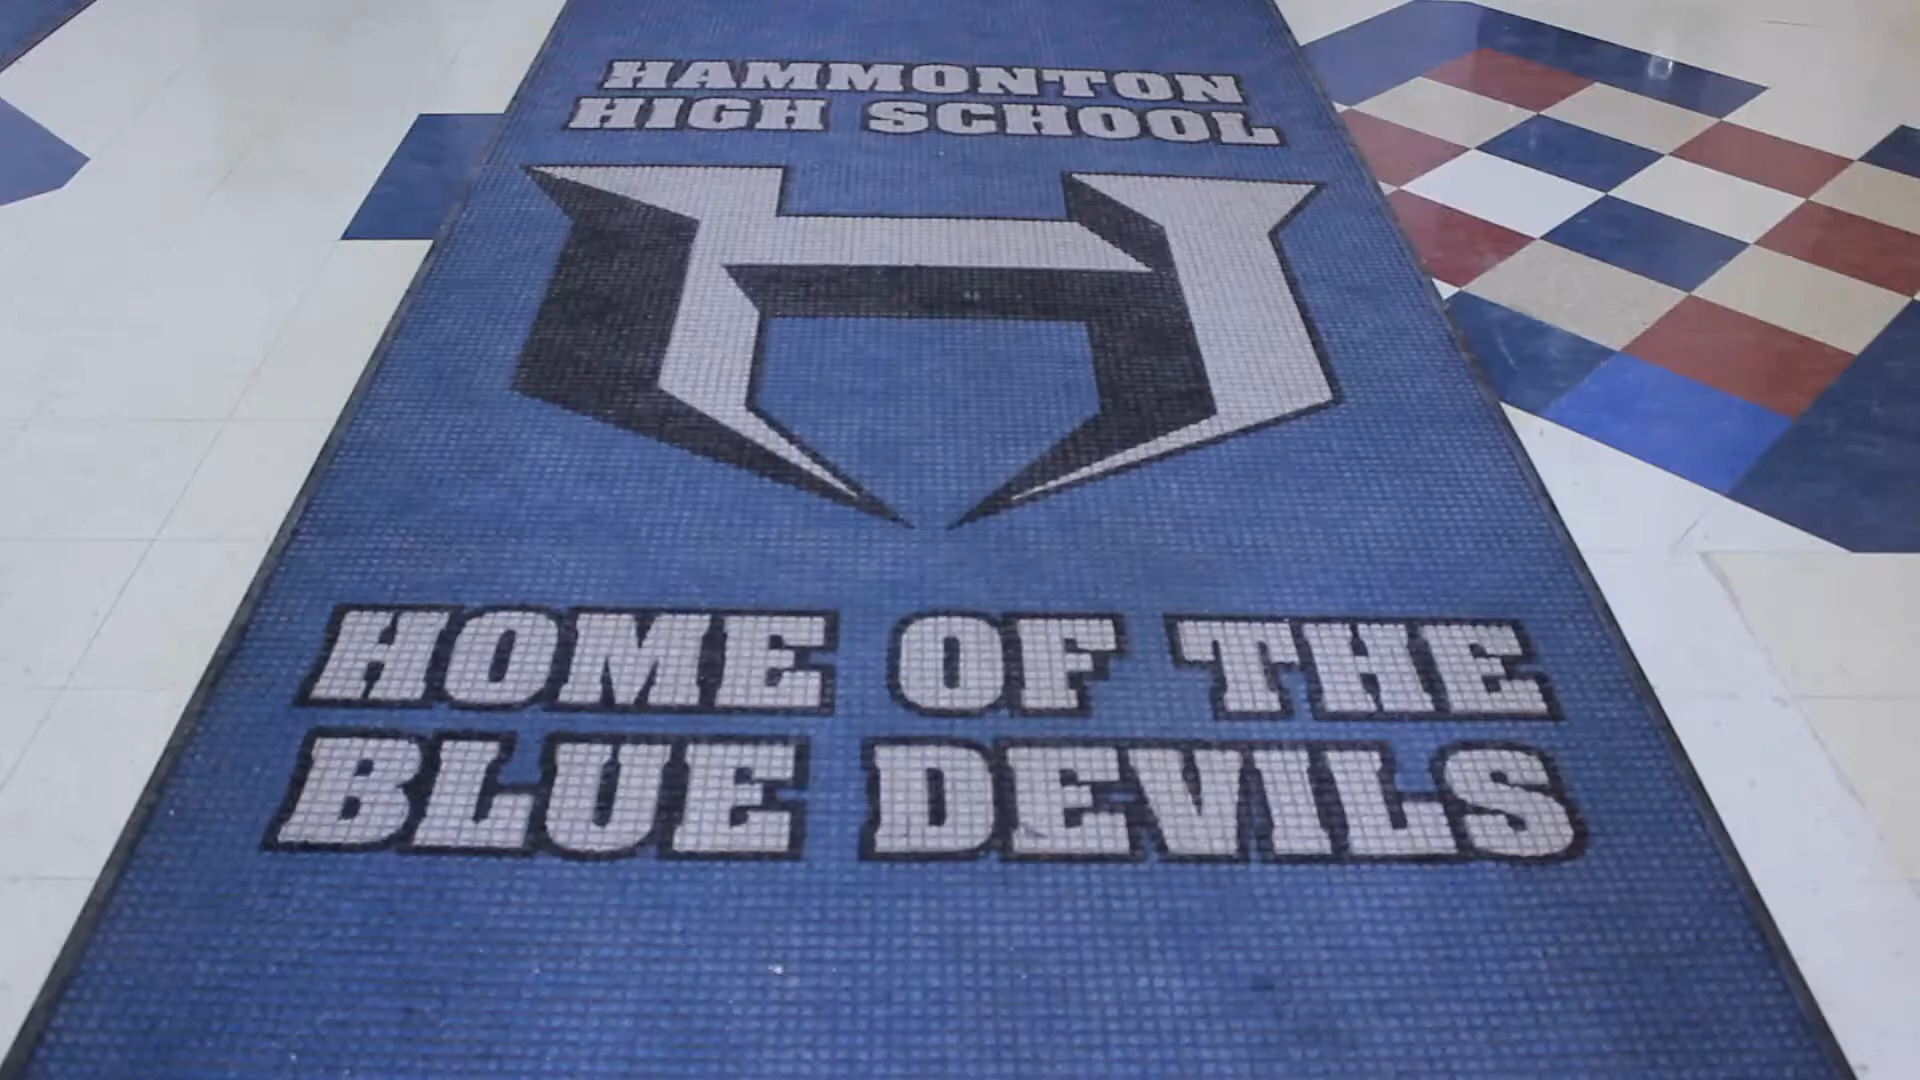 HAMMONTON
HIGH SCHOOL
H
HOME OF THE
BLUE DEVILS